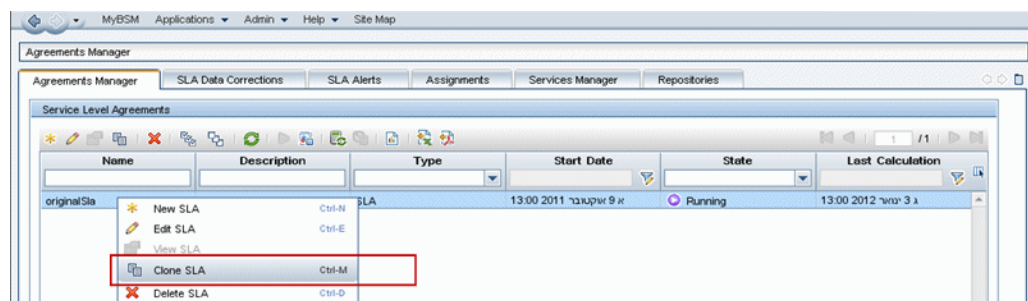 MyBSM Applications Admin Help Site Map
Agreements Manager
Agreements Manager SLA Data Corrections SLA Alerts Assignments Services Manager Repositories
Service Level Agreements
1 /1
Name Description Type Start Date State Last Calculation
originalSla SLA א 9 אוקטובר 2011 13:00 Running ג 3 ינואר 2012 13:00
New SLA Ctrl-N
Edit SLA Ctrl-E
View SLA
Clone SLA Ctrl-M
Delete SLA Ctrl-D